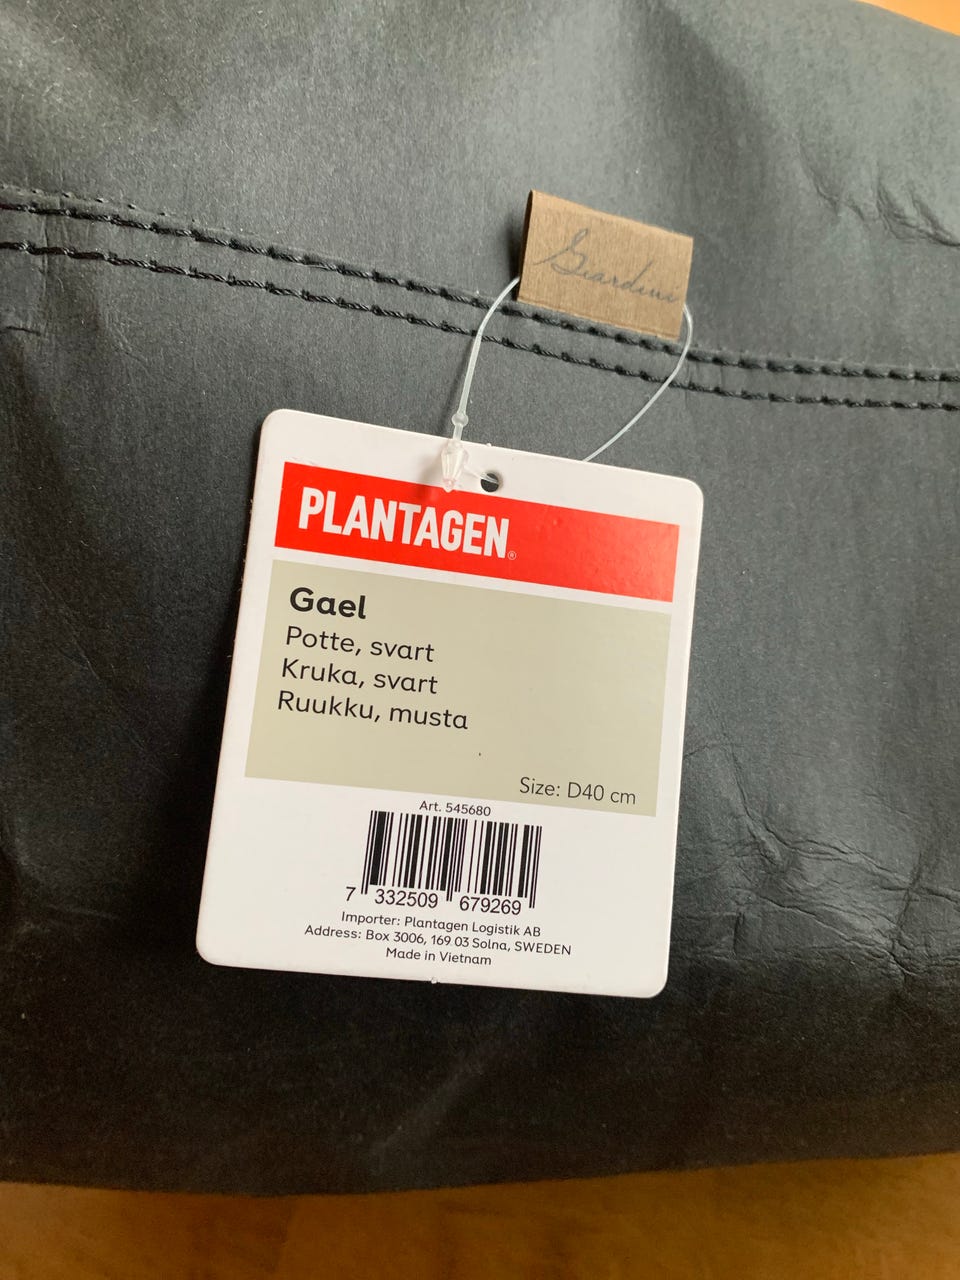 Giardini
PLANTAGEN®
Gael
Potte, svart
Kruka, svart
Ruukku, musta
Size: D40 cm
Art. 545680
7 332509 679269
Importer: Plantagen Logistik AB
Address: Box 3006, 169 03 Solna, SWEDEN
Made in Vietnam